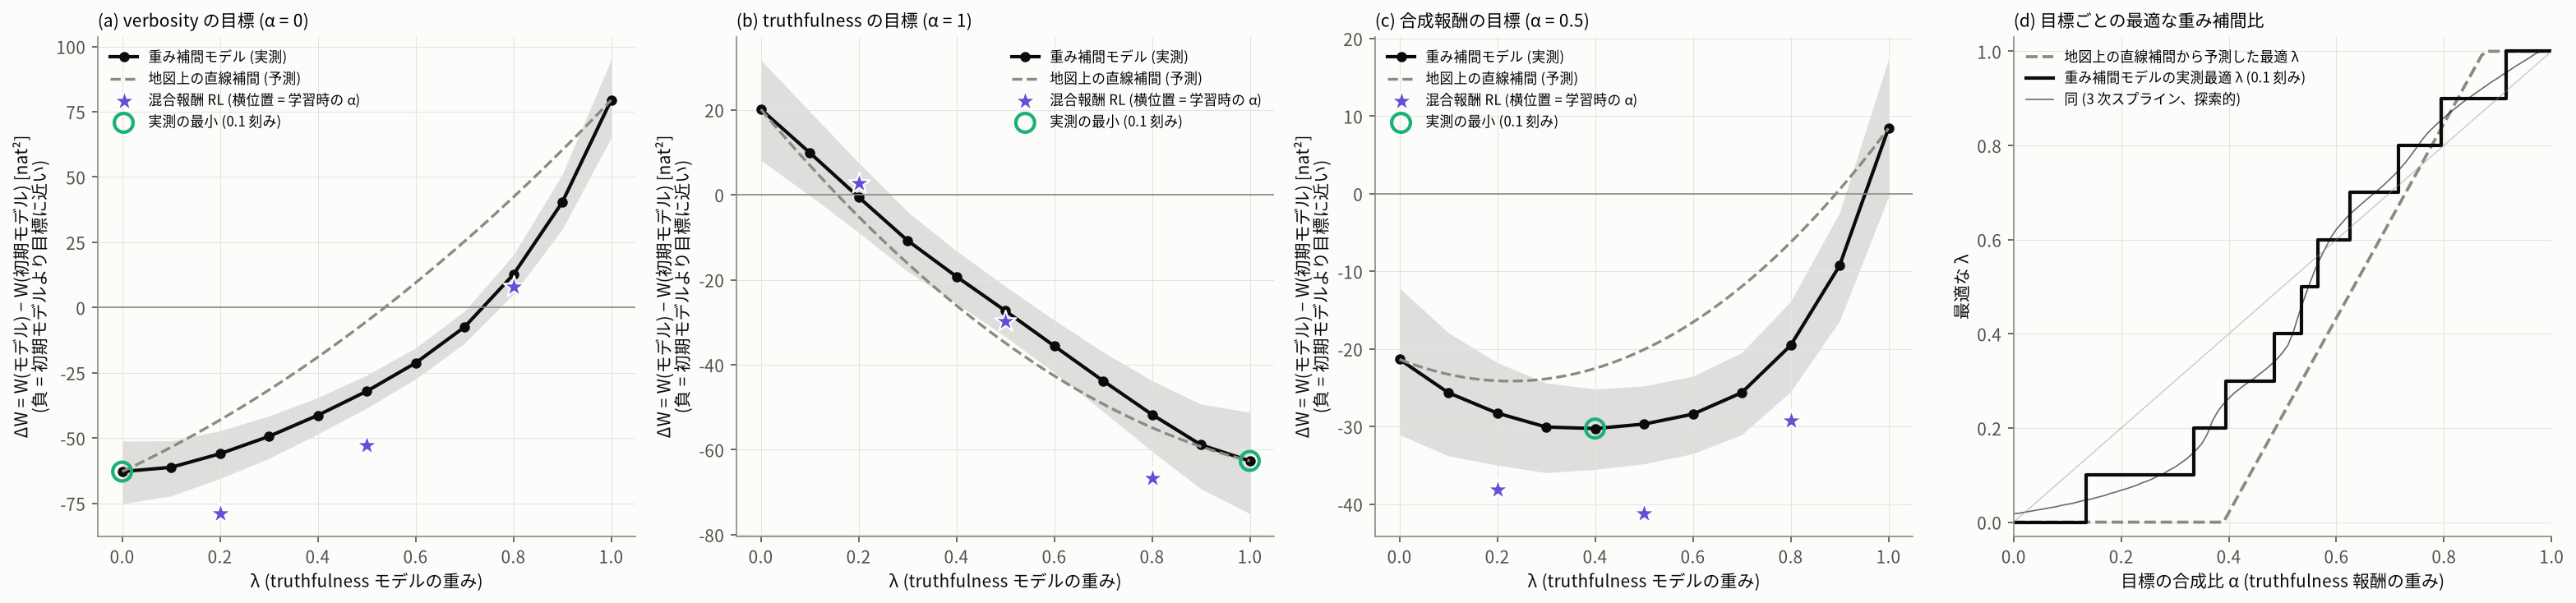 (a) verbosity の目標 (α = 0)
重み補間モデル (実測)
地図上の直線補間 (予測)
混合報酬 RL (横位置 = 学習時の α)
実測の最小 (0.1 刻み)
ΔW = W(モデル) − W(初期モデル) [nat²]
(負 = 初期モデルより目標に近い)
100
75
50
25
0
-25
-50
-75
0.0 0.2 0.4 0.6 0.8 1.0
λ (truthfulness モデルの重み)
(b) truthfulness の目標 (α = 1)
重み補間モデル (実測)
地図上の直線補間 (予測)
混合報酬 RL (横位置 = 学習時の α)
実測の最小 (0.1 刻み)
ΔW = W(モデル) − W(初期モデル) [nat²]
(負 = 初期モデルより目標に近い)
20
0
-20
-40
-60
-80
0.0 0.2 0.4 0.6 0.8 1.0
λ (truthfulness モデルの重み)
(c) 合成報酬の目標 (α = 0.5)
重み補間モデル (実測)
地図上の直線補間 (予測)
混合報酬 RL (横位置 = 学習時の α)
実測の最小 (0.1 刻み)
ΔW = W(モデル) − W(初期モデル) [nat²]
(負 = 初期モデルより目標に近い)
20
10
0
-10
-20
-30
-40
0.0 0.2 0.4 0.6 0.8 1.0
λ (truthfulness モデルの重み)
(d) 目標ごとの最適な重み補間比
地図上の直線補間から予測した最適 λ
重み補間モデルの実測最適 λ (0.1 刻み)
同 (3 次スプライン、探索的)
最適な λ
1.0
0.8
0.6
0.4
0.2
0.0
0.0 0.2 0.4 0.6 0.8 1.0
目標の合成比 α (truthfulness 報酬の重み)